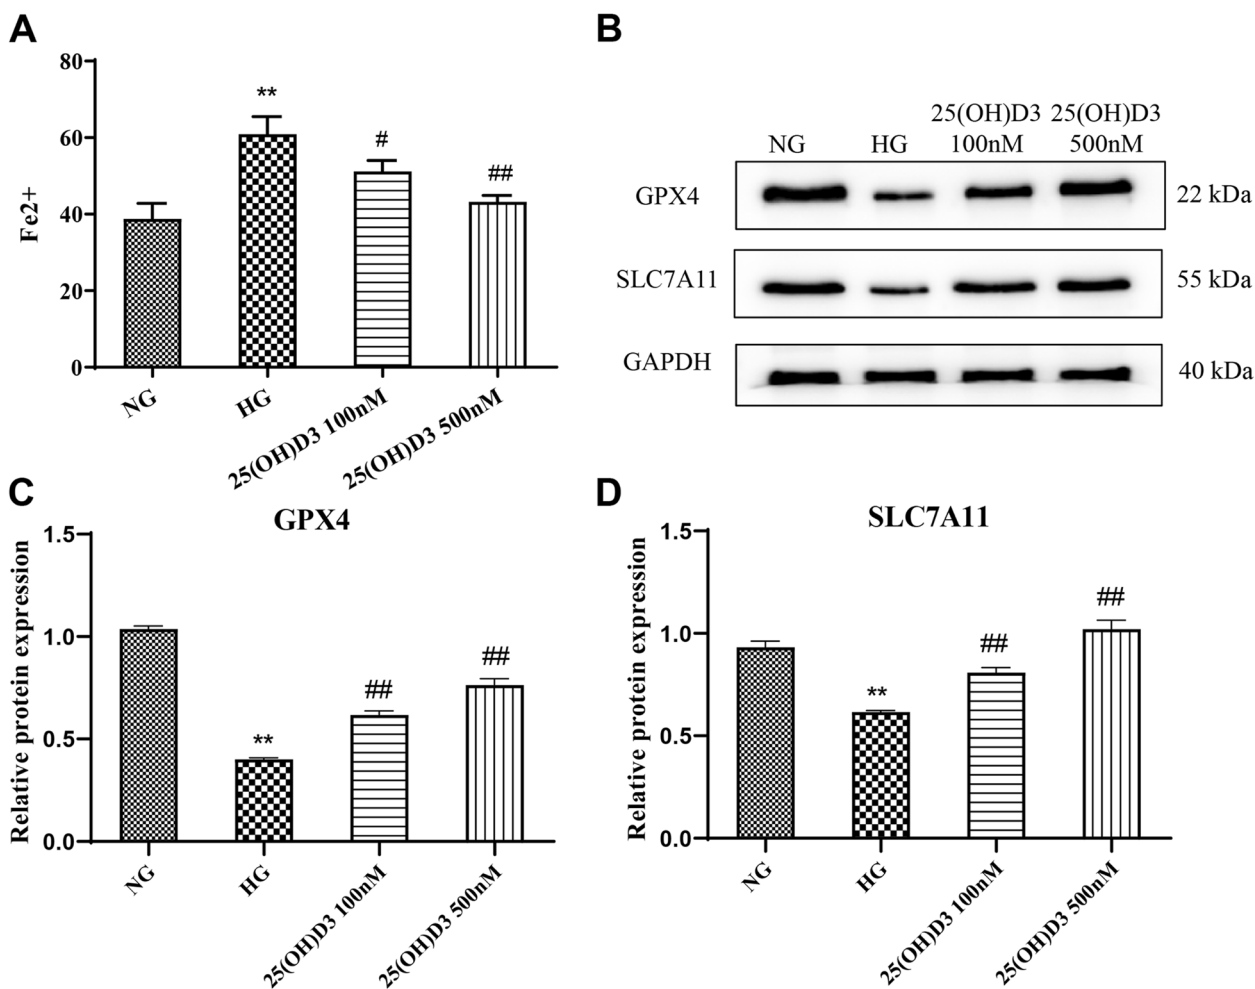 A
80
60
40
20
0
Fe2+
**
#
##
NG
HG
25(OH)D3 100nM
25(OH)D3 500nM
B
NG
HG
25(OH)D3
100nM
25(OH)D3
500nM
GPX4
22 kDa
SLC7A11
55 kDa
GAPDH
40 kDa
C
GPX4
Relative protein expression
1.5
1.0
0.5
0.0
**
##
##
NG
HG
25(OH)D3 100nM
25(OH)D3 500nM
D
SLC7A11
Relative protein expression
1.5
1.0
0.5
0.0
**
##
##
NG
HG
25(OH)D3 100nM
25(OH)D3 500nM